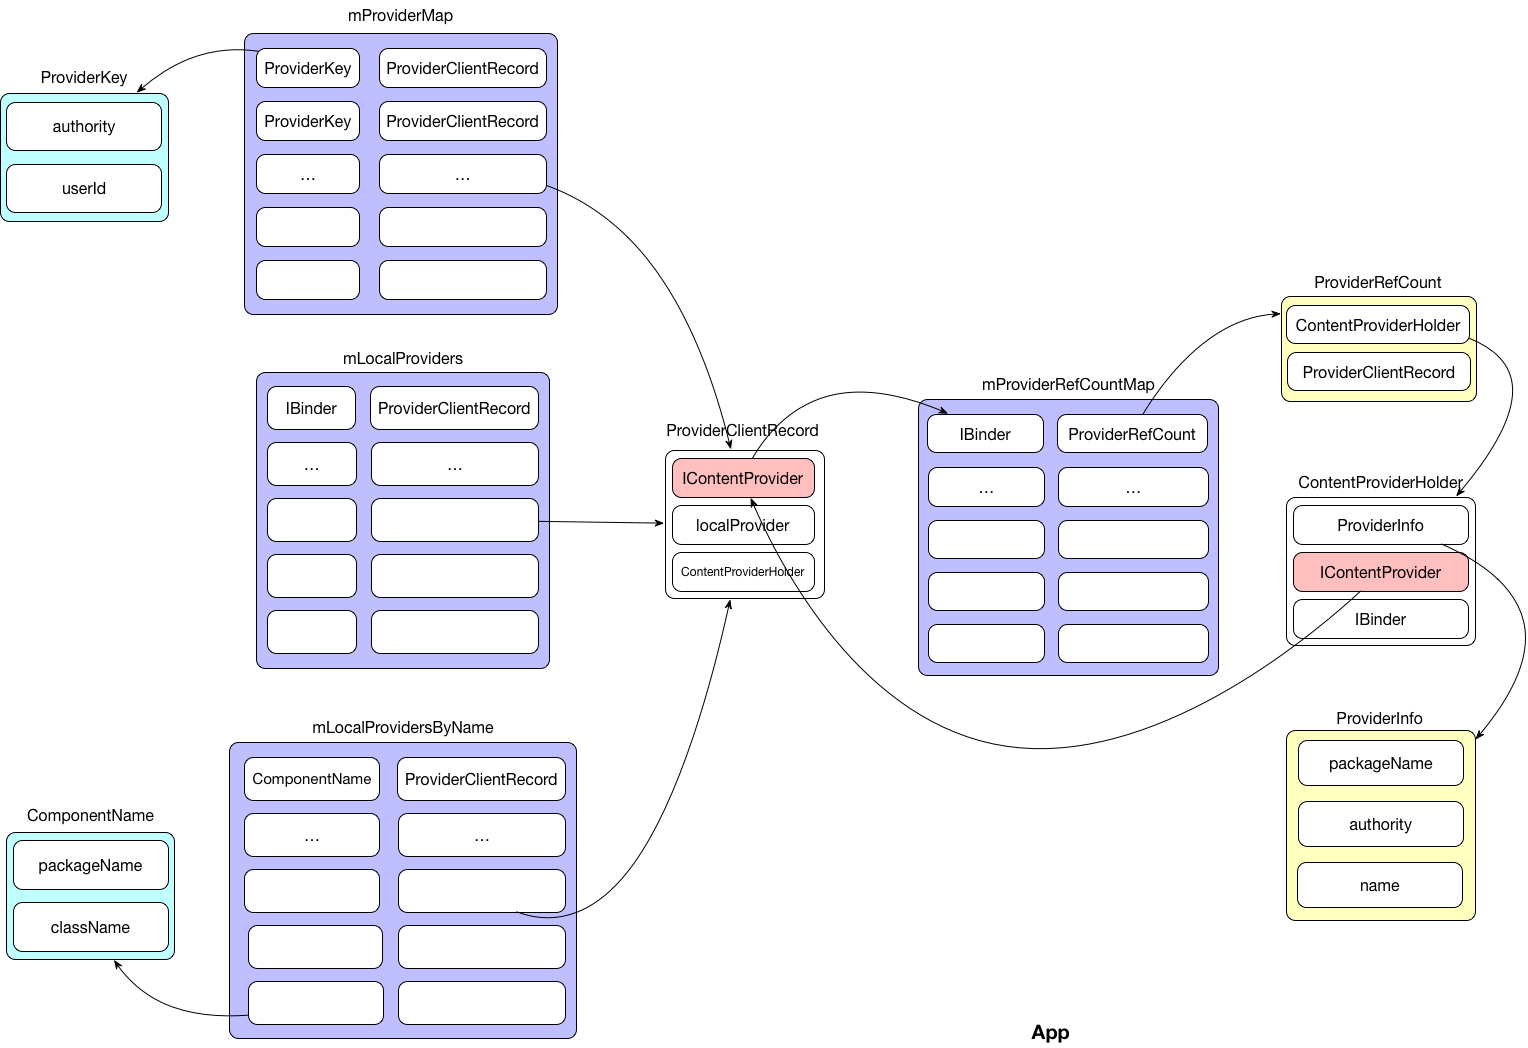 mProviderMap
ProviderKey
ProviderClientRecord
ProviderKey
ProviderClientRecord
...
...
ProviderKey
authority
userId
mLocalProviders
IBinder
ProviderClientRecord
...
...
mLocalProvidersByName
ComponentName
ProviderClientRecord
...
...
ComponentName
packageName
className
ProviderClientRecord
IContentProvider
localProvider
ContentProviderHolder
mProviderRefCountMap
IBinder
ProviderRefCount
...
...
ProviderRefCount
ContentProviderHolder
ProviderClientRecord
ContentProviderHolder
ProviderInfo
IContentProvider
IBinder
ProviderInfo
packageName
authority
name
App